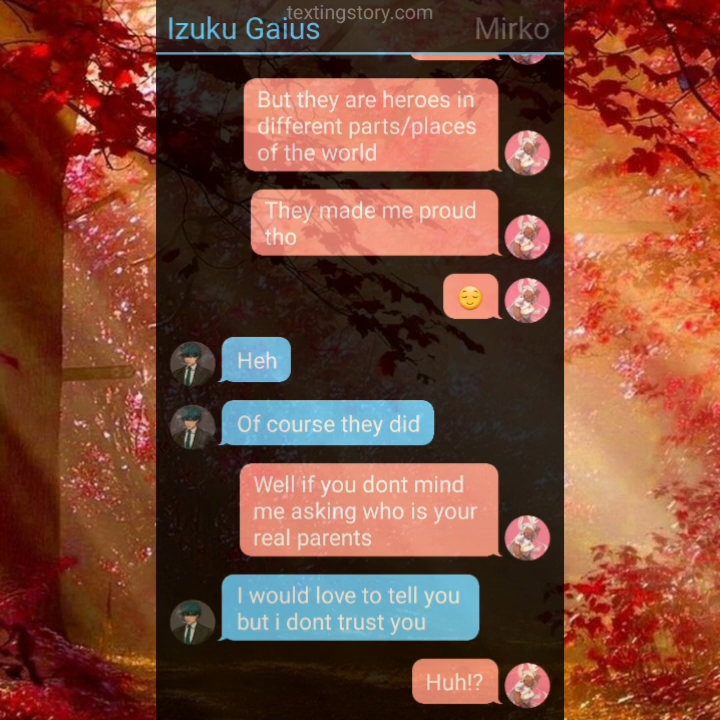 textingstory.com
Izuku Gaius
Mirko
But they are heroes in
different parts/places
of the world
They made me proud
tho
😌
Heh
Of course they did
Well if you dont mind
me asking who is your
real parents
I would love to tell you
but i dont trust you
Huh!?